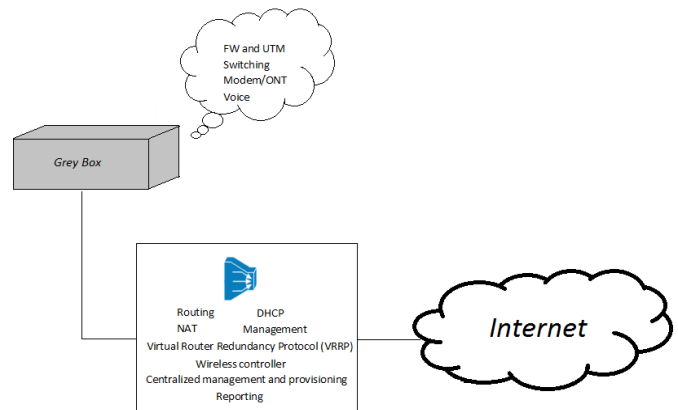 FW and UTM
Switching
Modem/ONT
Voice
Grey Box
Routing DHCP
NAT Management
Virtual Router Redundancy Protocol (VRRP)
Wireless controller
Centralized management and provisioning
Reporting
Internet